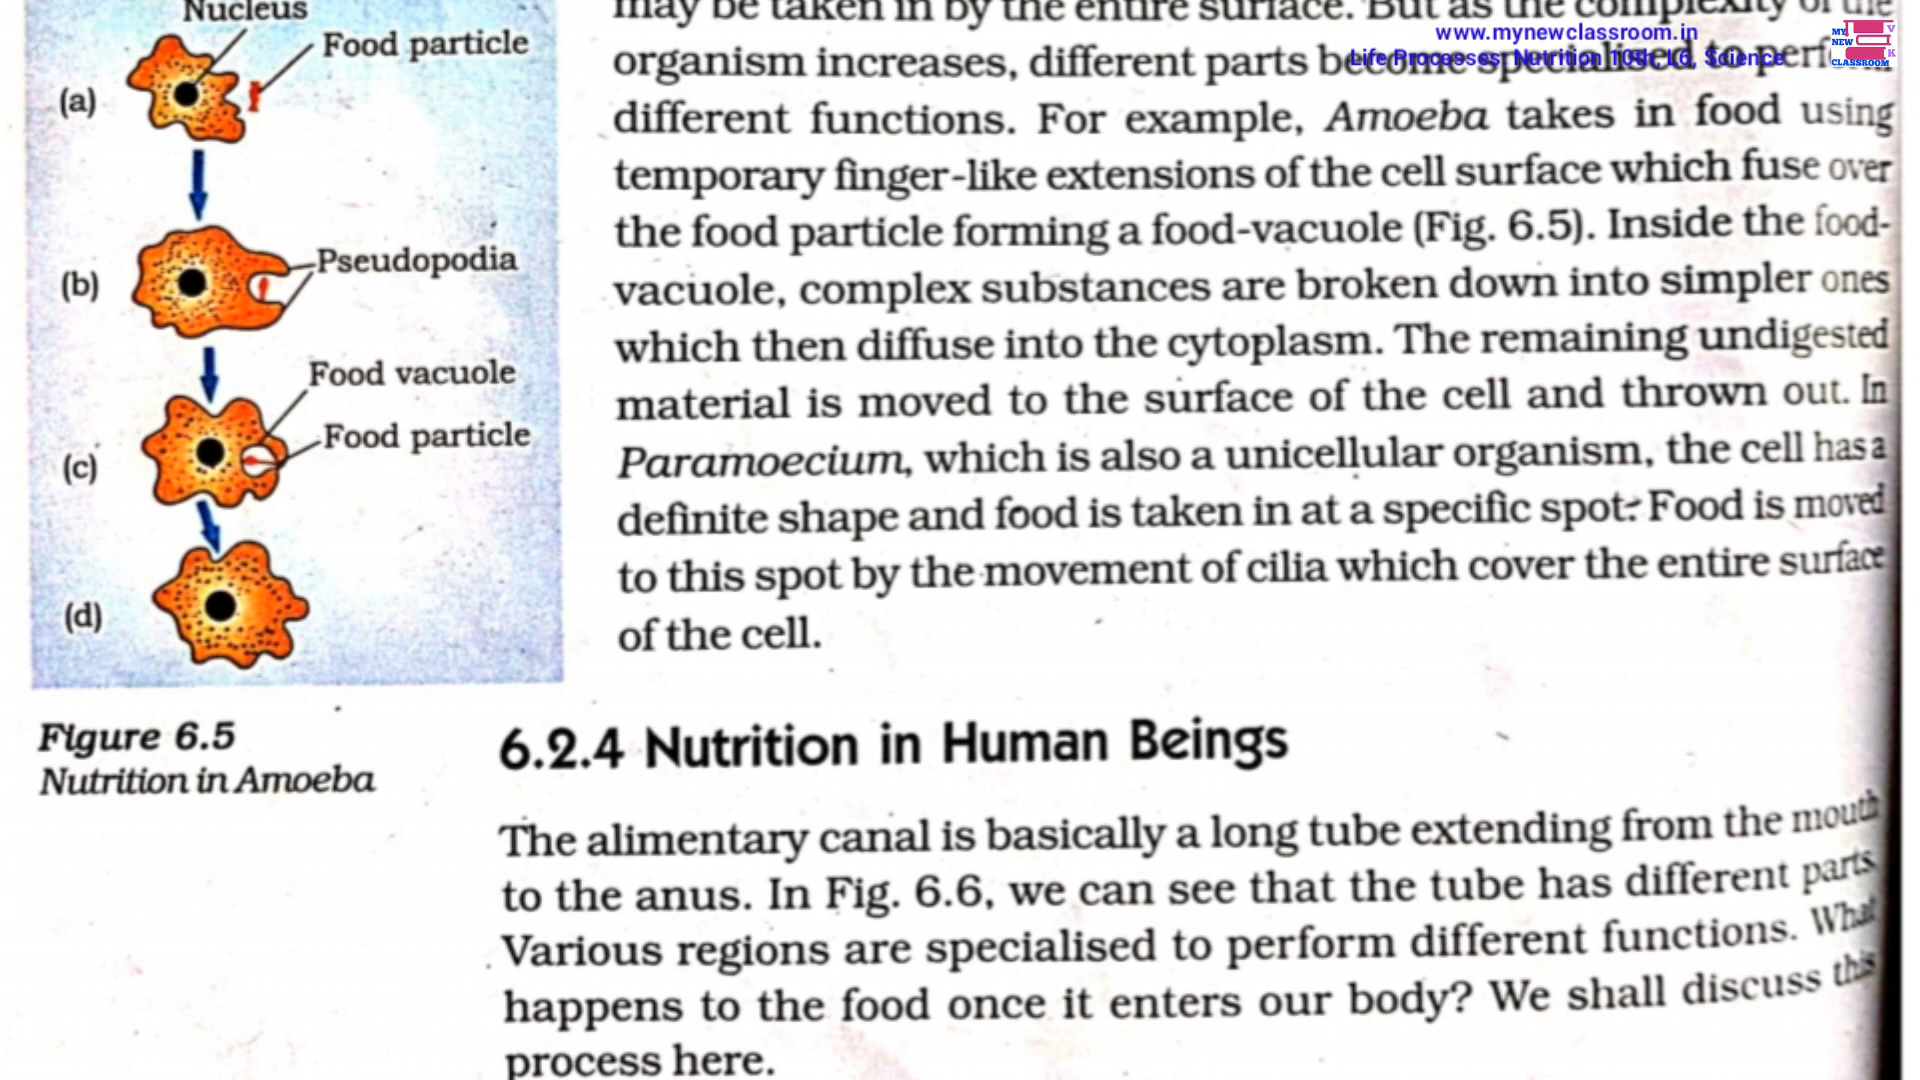 Nucleus
Food particle
(a)
(b)
Pseudopodia
Food vacuole
Food particle
(c)
(d)
Figure 6.5
Nutrition in Amoeba
www.mynewclassroom.in
Life Processes: Nutrition 10th, L6, Science
MY NEW CLASSROOM
V
K
may be taken in by the entire surface. But as the complexity of the
organism increases, different parts become specialised to perform
different functions. For example, Amoeba takes in food using
temporary finger-like extensions of the cell surface which fuse over
the food particle forming a food-vacuole (Fig. 6.5). Inside the food-
vacuole, complex substances are broken down into simpler ones
which then diffuse into the cytoplasm. The remaining undigested
material is moved to the surface of the cell and thrown out. In
Paramoecium, which is also a unicellular organism, the cell has a
definite shape and food is taken in at a specific spot. Food is moved
to this spot by the movement of cilia which cover the entire surface
of the cell.
6.2.4 Nutrition in Human Beings
The alimentary canal is basically a long tube extending from the mouth
to the anus. In Fig. 6.6, we can see that the tube has different parts.
Various regions are specialised to perform different functions. What
happens to the food once it enters our body? We shall discuss this
process here.